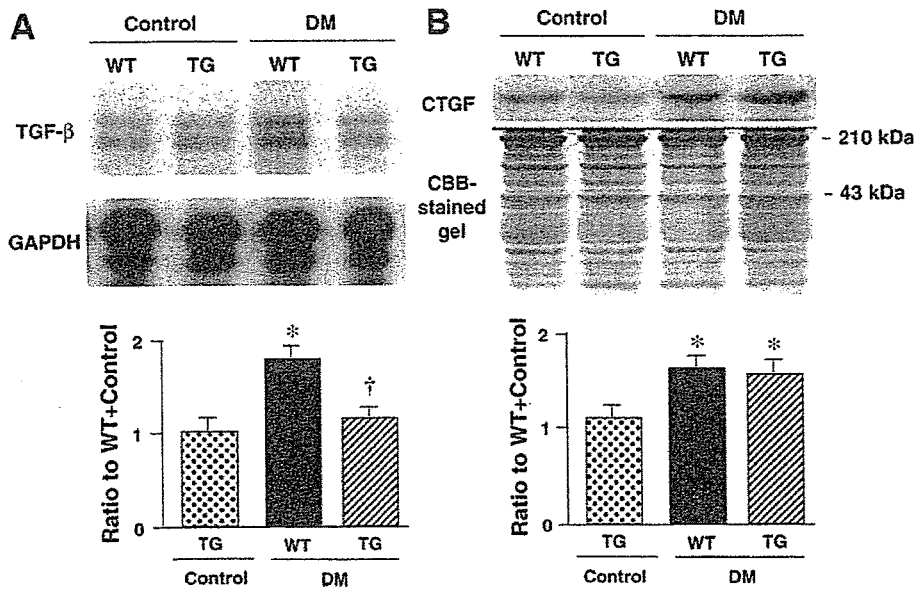 A
Control DM
WT TG WT TG
TGF-β
GAPDH
2
1
0
Ratio to WT+Control
*
†
TG WT TG
Control DM
B
Control DM
WT TG WT TG
CTGF
CBB-
stained
gel
- 210 kDa
- 43 kDa
2
1
0
Ratio to WT+Control
* *
TG WT TG
Control DM